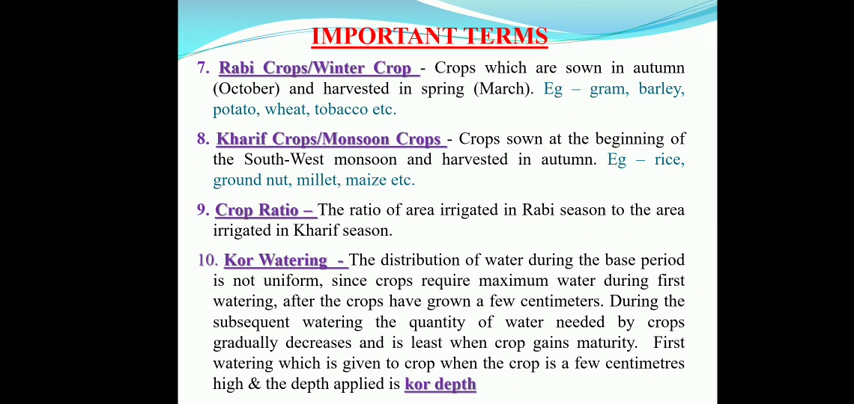 IMPORTANT TERMS
7. Rabi Crops/Winter Crop - Crops which are sown in autumn
(October) and harvested in spring (March). Eg – gram, barley,
potato, wheat, tobacco etc.
8. Kharif Crops/Monsoon Crops - Crops sown at the beginning of
the South-West monsoon and harvested in autumn. Eg – rice,
ground nut, millet, maize etc.
9. Crop Ratio – The ratio of area irrigated in Rabi season to the area
irrigated in Kharif season.
10. Kor Watering - The distribution of water during the base period
is not uniform, since crops require maximum water during first
watering, after the crops have grown a few centimeters. During the
subsequent watering the quantity of water needed by crops
gradually decreases and is least when crop gains maturity. First
watering which is given to crop when the crop is a few centimetres
high & the depth applied is kor depth